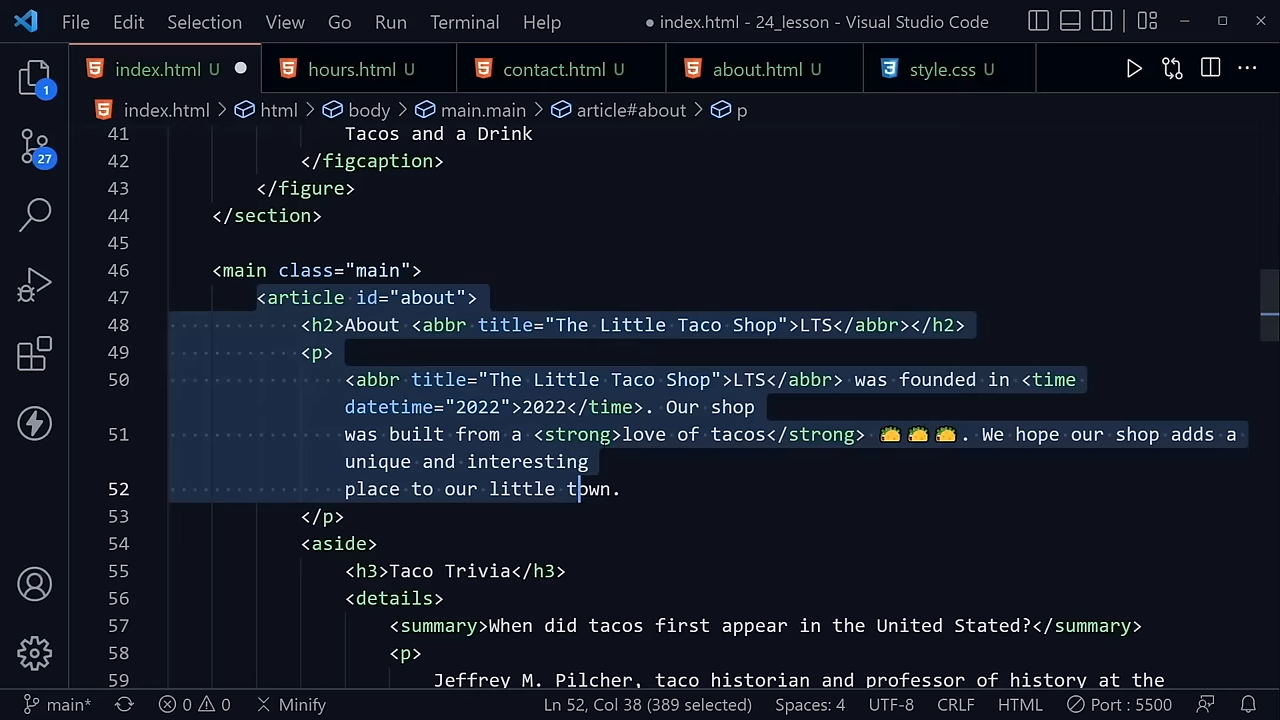 File Edit Selection View Go Run Terminal Help ● index.html - 24_lesson - Visual Studio Code
index.html U ● hours.html U contact.html U about.html U style.css U
index.html > html > body > main.main > article#about > p
1
27
41 Tacos and a Drink
42 </figcaption>
43 </figure>
44 </section>
45
46 <main class="main">
47 <article id="about">
48 <h2>About <abbr title="The Little Taco Shop">LTS</abbr></h2>
49 <p>
50 <abbr title="The Little Taco Shop">LTS</abbr> was founded in <time
datetime="2022">2022</time>. Our shop
51 was built from a <strong>love of tacos</strong> 🌮🌮🌮. We hope our shop adds a
unique and interesting
52 place to our little town.
53 </p>
54 <aside>
55 <h3>Taco Trivia</h3>
56 <details>
57 <summary>When did tacos first appear in the United Stated?</summary>
58 <p>
59 Jeffrey M. Pilcher, taco historian and professor of history at the
main* 0 0 Minify Ln 52, Col 38 (389 selected) Spaces: 4 UTF-8 CRLF HTML Port : 5500